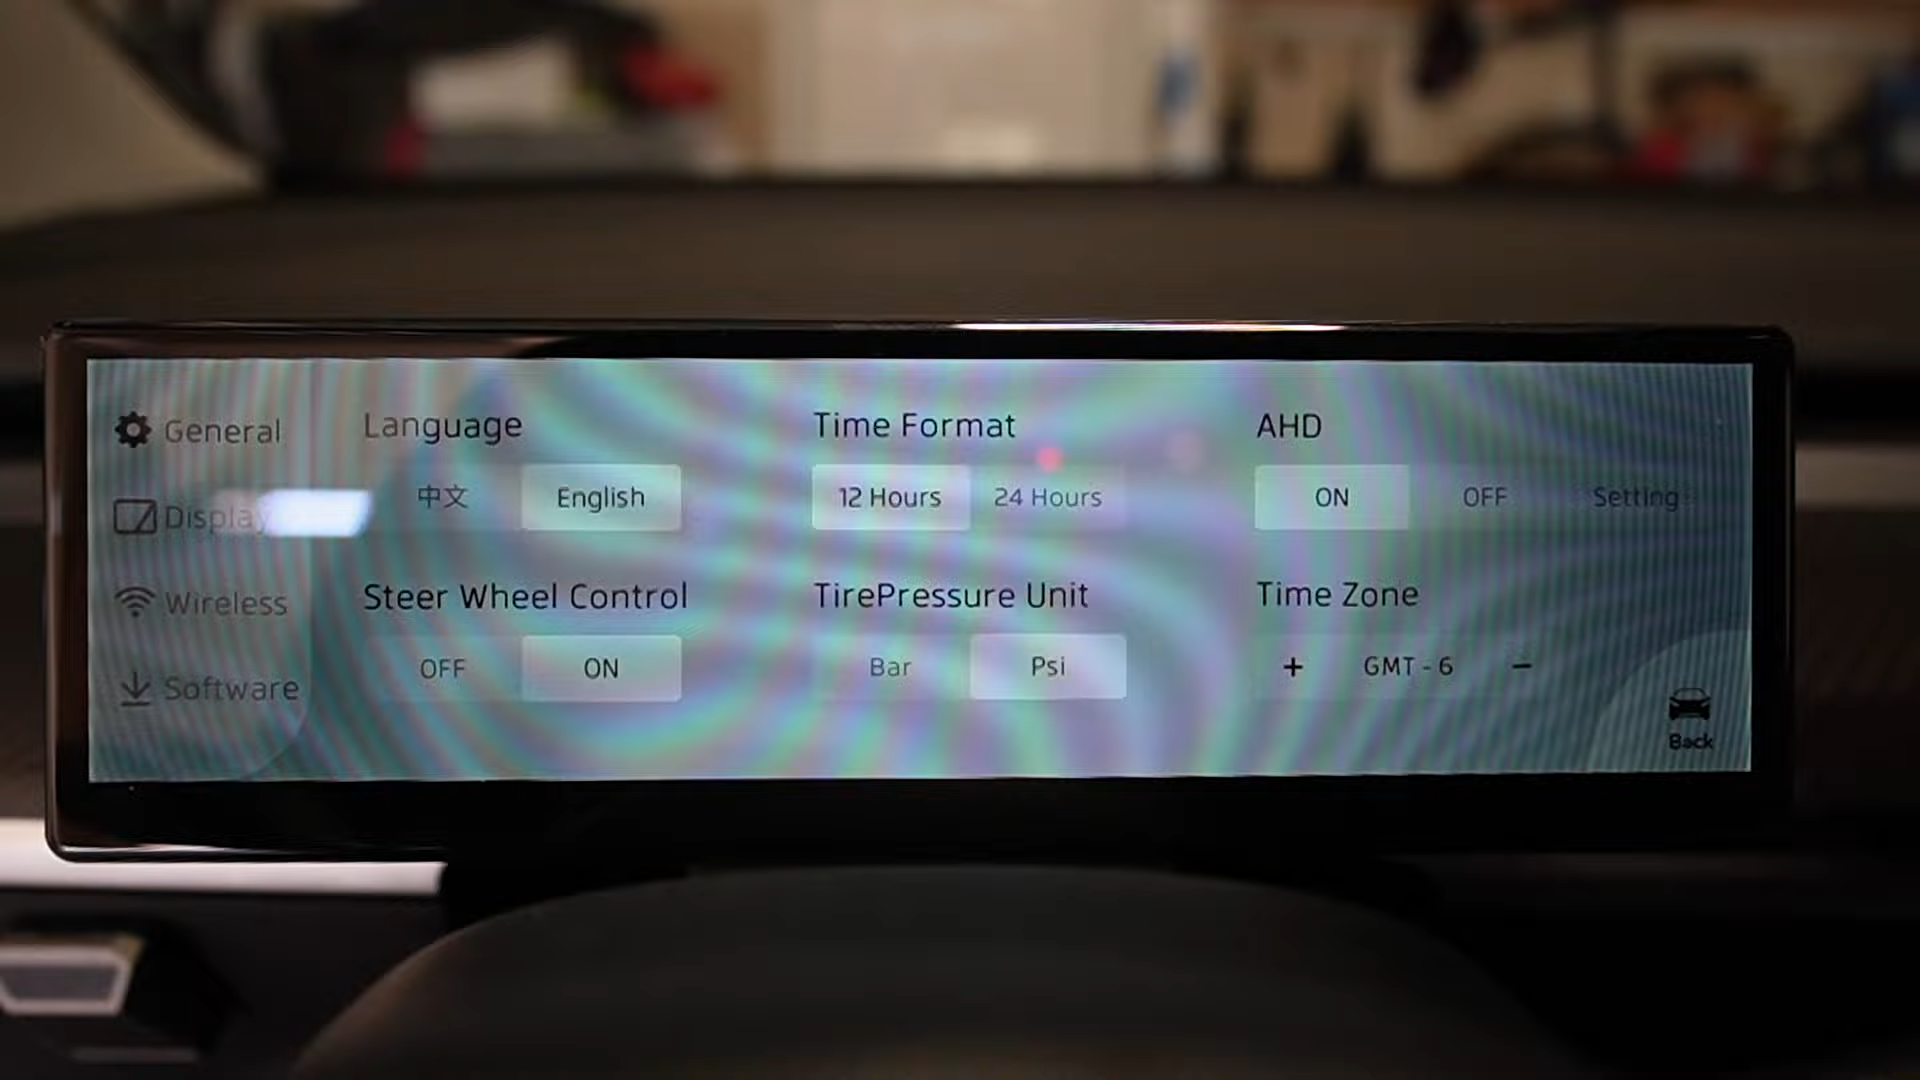 General
Display
Wireless
Software
Language
中文 English
Steer Wheel Control
OFF ON
Time Format
12 Hours 24 Hours
TirePressure Unit
Bar Psi
AHD
ON OFF Setting
Time Zone
+ GMT - 6 −
Back